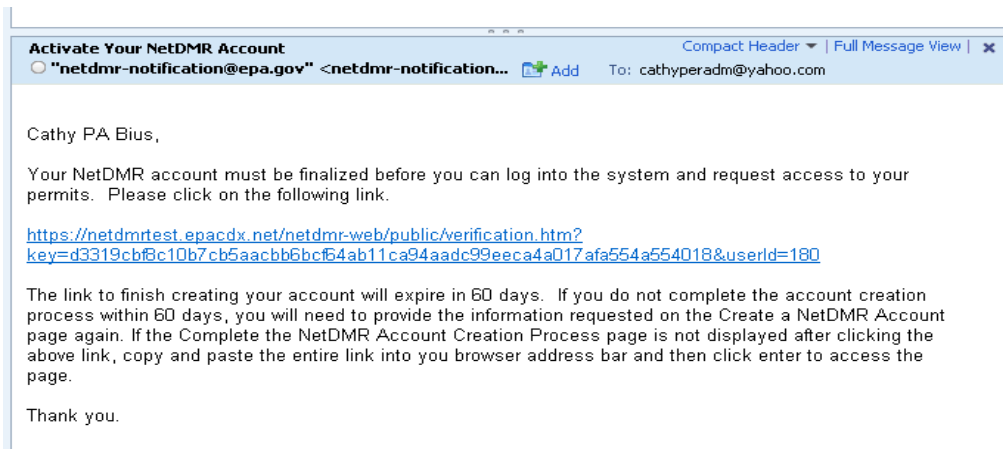 Activate Your NetDMR Account
Compact Header | Full Message View |
"netdmr-notification@epa.gov" <netdmr-notification... Add To: cathyperadm@yahoo.com
Cathy PA Bius,
Your NetDMR account must be finalized before you can log into the system and request access to your
permits. Please click on the following link.
https://netdmrtest.epacdx.net/netdmr-web/public/verification.htm?
key=d3319cbf8c10b7cb5aacbb6bcf64ab11ca94aadc99eeca4a017afa554a554018&userId=180
The link to finish creating your account will expire in 60 days. If you do not complete the account creation
process within 60 days, you will need to provide the information requested on the Create a NetDMR Account
page again. If the Complete the NetDMR Account Creation Process page is not displayed after clicking the
above link, copy and paste the entire link into you browser address bar and then click enter to access the
page.
Thank you.